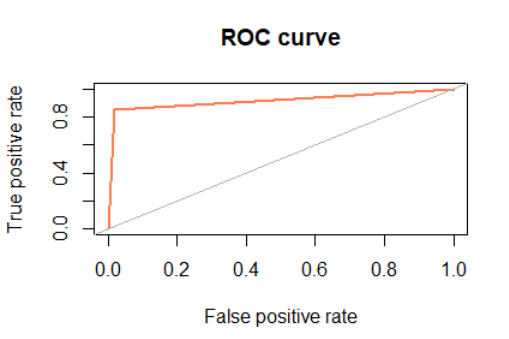 ROC curve
True positive rate
0.8
0.4
0.0
0.0 0.2 0.4 0.6 0.8 1.0
False positive rate